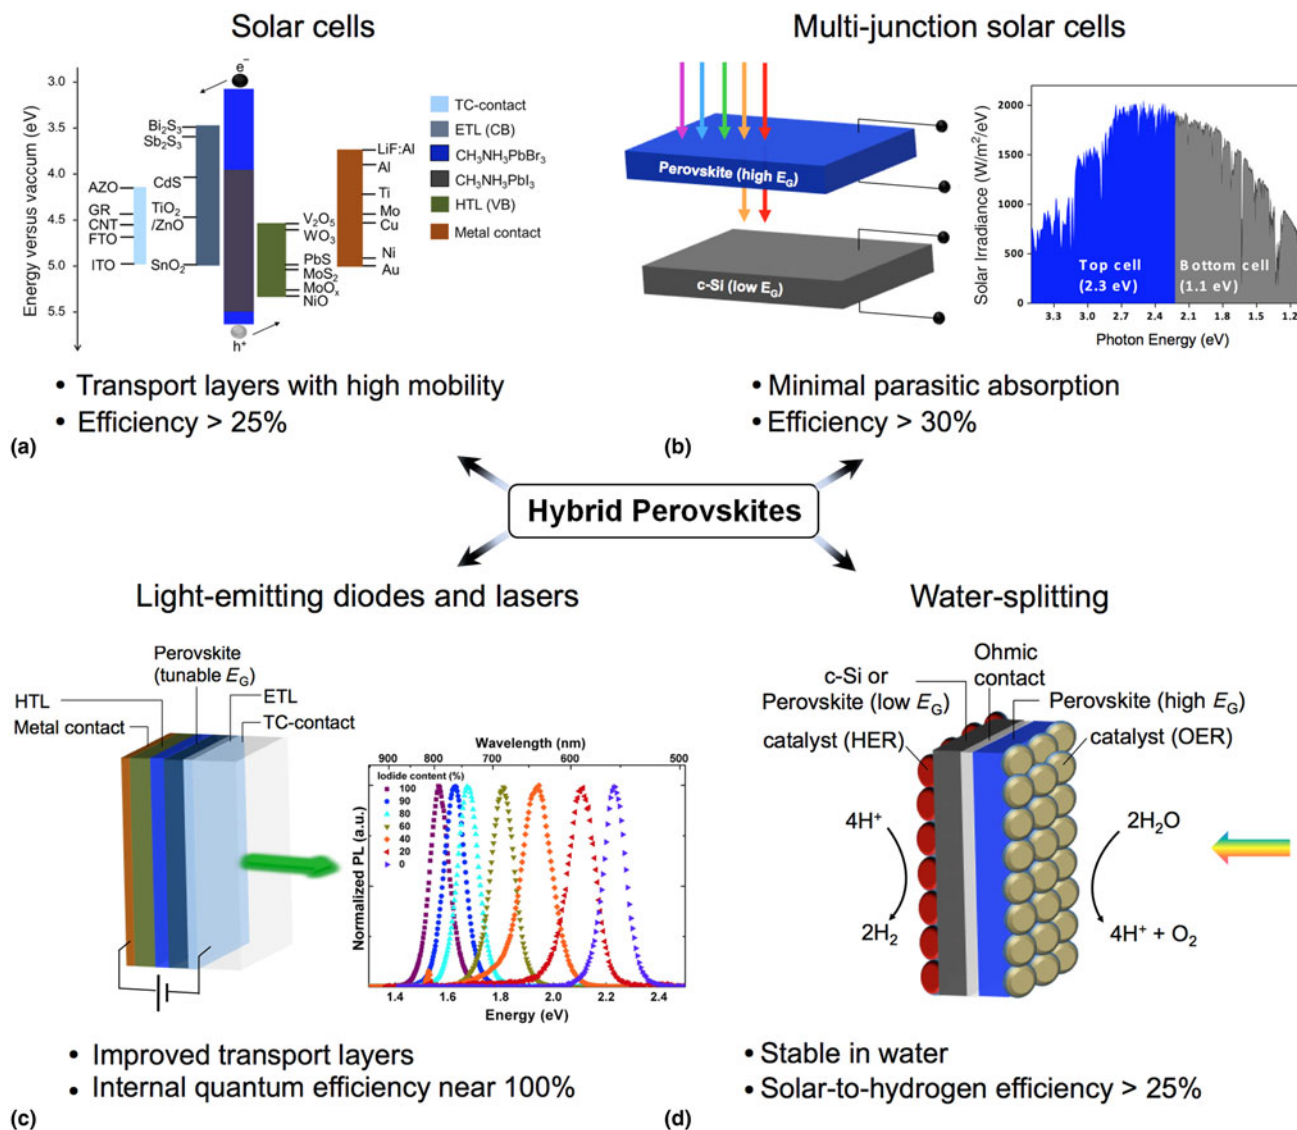 Solar cells
Energy versus vaccum (eV)
3.0
3.5
4.0
4.5
5.0
5.5
e⁻
h⁺
Bi₂S₃
Sb₂S₃
CdS
TiO₂
/ZnO
SnO₂
AZO
GR
CNT
FTO
ITO
V₂O₅
WO₃
PbS
MoS₂
MoOₓ
NiO
LiF:Al
Al
Ti
Mo
Cu
Ni
Au
TC-contact
ETL (CB)
CH₃NH₃PbBr₃
CH₃NH₃PbI₃
HTL (VB)
Metal contact
• Transport layers with high mobility
• Efficiency > 25%
(a)
Multi-junction solar cells
Perovskite (high E_G)
c-Si (low E_G)
Solar Irradiance (W/m²/eV)
2000
1500
1000
500
0
Top cell
(2.3 eV)
Bottom cell
(1.1 eV)
3.3 3.0 2.7 2.4 2.1 1.8 1.5 1.2
Photon Energy (eV)
• Minimal parasitic absorption
• Efficiency > 30%
(b)
Hybrid Perovskites
Light-emitting diodes and lasers
Perovskite
(tunable E_G)
HTL
ETL
Metal contact
TC-contact
Wavelength (nm)
900 800 700 600 500
Iodide content (%)
100
90
80
60
40
20
0
Normalized PL (a.u.)
1.4 1.6 1.8 2.0 2.2 2.4
Energy (eV)
• Improved transport layers
• Internal quantum efficiency near 100%
(c)
Water-splitting
Ohmic
contact
c-Si or
Perovskite (low E_G)
Perovskite (high E_G)
catalyst (HER)
catalyst (OER)
4H⁺
2H₂
2H₂O
4H⁺ + O₂
• Stable in water
• Solar-to-hydrogen efficiency > 25%
(d)